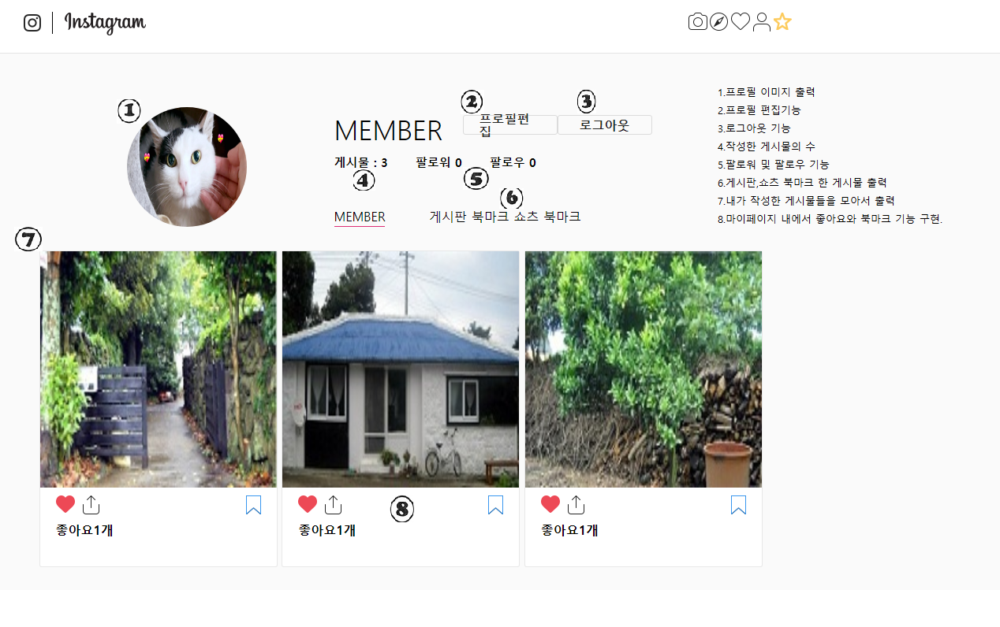 Instagram
1 2 3
MEMBER 프로필편
집 로그아웃
게시물 : 3 팔로워 0 팔로우 0
4 5
6
MEMBER 게시판 북마크 쇼츠 북마크
1.프로필 이미지 출력
2.프로필 편집기능
3.로그아웃 기능
4.작성한 게시물의 수
5.팔로워 및 팔로우 기능
6.게시판,쇼츠 북마크 한 게시물 출력
7.내가 작성한 게시물들을 모아서 출력
8.마이페이지 내에서 좋아요와 북마크 기능 구현.
7
8
좋아요1개 좋아요1개 좋아요1개